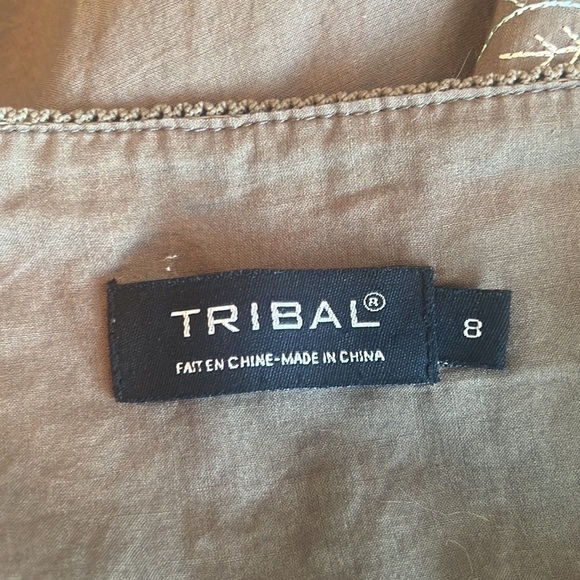 TRIBAL®
8
FAIT EN CHINE-MADE IN CHINA